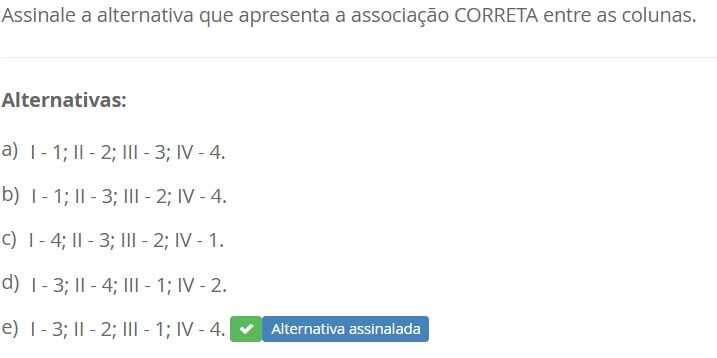 Assinale a alternativa que apresenta a associação CORRETA entre as colunas.
Alternativas:
a) I - 1; II - 2; III - 3; IV - 4.
b) I - 1; II - 3; III - 2; IV - 4.
c) I - 4; II - 3; III - 2; IV - 1.
d) I - 3; II - 4; III - 1; IV - 2.
e) I - 3; II - 2; III - 1; IV - 4. Alternativa assinalada